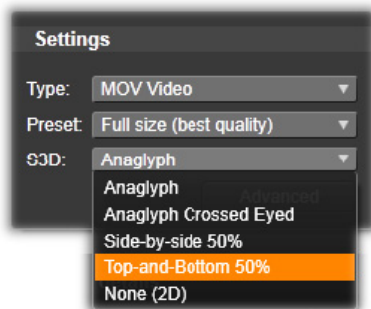 Settings
Type: MOV Video
Preset: Full size (best quality)
S3D: Anaglyph
Anaglyph
Advanced
Anaglyph Crossed Eyed
Side-by-side 50%
Top-and-Bottom 50%
None (2D)